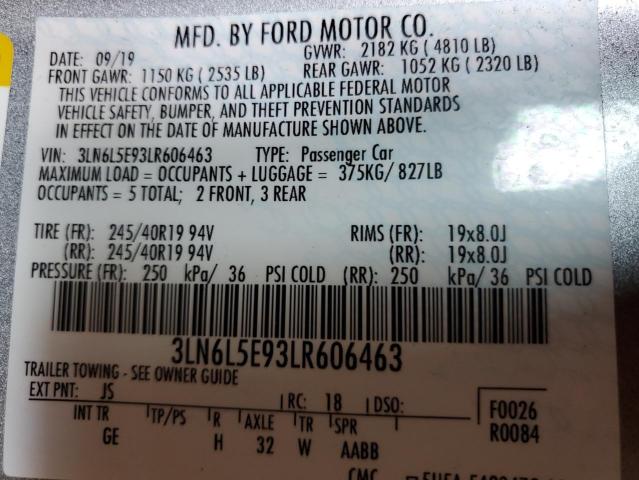 MFD. BY FORD MOTOR CO.
DATE: 09/19 GVWR: 2182 KG ( 4810 LB)
FRONT GAWR: 1150 KG ( 2535 LB) REAR GAWR: 1052 KG ( 2320 LB)
THIS VEHICLE CONFORMS TO ALL APPLICABLE FEDERAL MOTOR
VEHICLE SAFETY, BUMPER, AND THEFT PREVENTION STANDARDS
IN EFFECT ON THE DATE OF MANUFACTURE SHOWN ABOVE.
VIN: 3LN6L5E93LR606463 TYPE: Passenger Car
MAXIMUM LOAD = OCCUPANTS + LUGGAGE = 375KG/ 827LB
OCCUPANTS = 5 TOTAL; 2 FRONT, 3 REAR
TIRE (FR): 245/40R19 94V RIMS (FR): 19x8.0J
(RR): 245/40R19 94V (RR): 19x8.0J
PRESSURE (FR): 250 kPa/ 36 PSI COLD (RR): 250 kPa/ 36 PSI COLD
3LN6L5E93LR606463
TRAILER TOWING - SEE OWNER GUIDE
EXT PNT: JS RC: 18 DSO: F0026
INT TR TP/PS R AXLE TR SPR R0084
GE H 32 W AABB